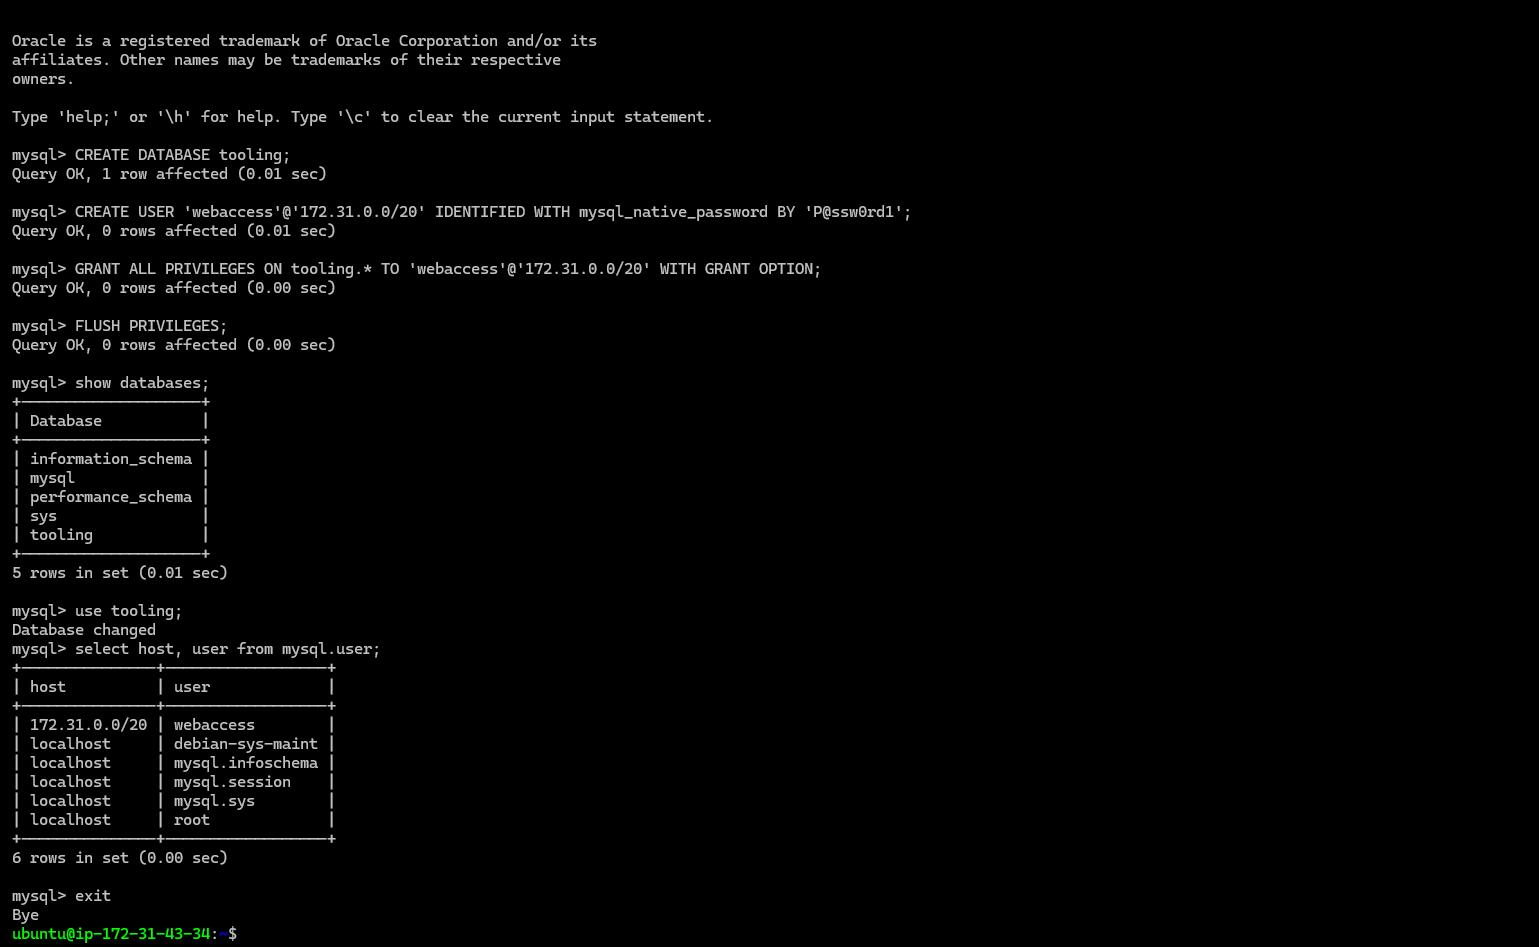 Oracle is a registered trademark of Oracle Corporation and/or its
affiliates. Other names may be trademarks of their respective
owners.
Type 'help;' or '\h' for help. Type '\c' to clear the current input statement.
mysql> CREATE DATABASE tooling;
Query OK, 1 row affected (0.01 sec)
mysql> CREATE USER 'webaccess'@'172.31.0.0/20' IDENTIFIED WITH mysql_native_password BY 'P@ssw0rd1';
Query OK, 0 rows affected (0.01 sec)
mysql> GRANT ALL PRIVILEGES ON tooling.* TO 'webaccess'@'172.31.0.0/20' WITH GRANT OPTION;
Query OK, 0 rows affected (0.00 sec)
mysql> FLUSH PRIVILEGES;
Query OK, 0 rows affected (0.00 sec)
mysql> show databases;
+--------------------+
| Database           |
+--------------------+
| information_schema |
| mysql              |
| performance_schema |
| sys                |
| tooling            |
+--------------------+
5 rows in set (0.01 sec)
mysql> use tooling;
Database changed
mysql> select host, user from mysql.user;
+---------------+------------------+
| host          | user             |
+---------------+------------------+
| 172.31.0.0/20 | webaccess        |
| localhost     | debian-sys-maint |
| localhost     | mysql.infoschema |
| localhost     | mysql.session    |
| localhost     | mysql.sys        |
| localhost     | root             |
+---------------+------------------+
6 rows in set (0.00 sec)
mysql> exit
Bye
ubuntu@ip-172-31-43-34:~$